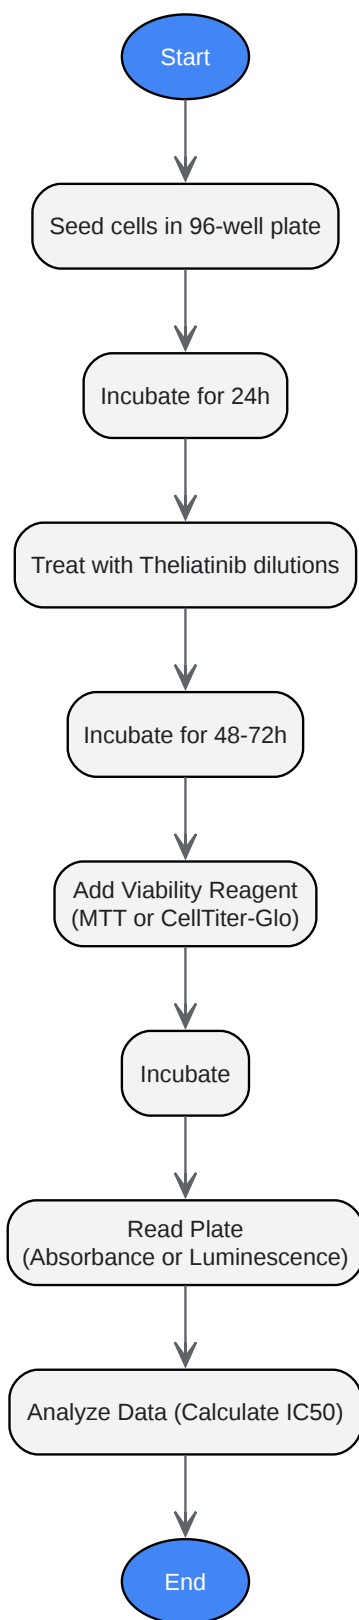 Start
Seed cells in 96-well plate
Incubate for 24h
Treat with Theliatinib dilutions
Incubate for 48-72h
Add Viability Reagent
(MTT or CellTiter-Glo)
Incubate
Read Plate
(Absorbance or Luminescence)
Analyze Data (Calculate IC50)
End